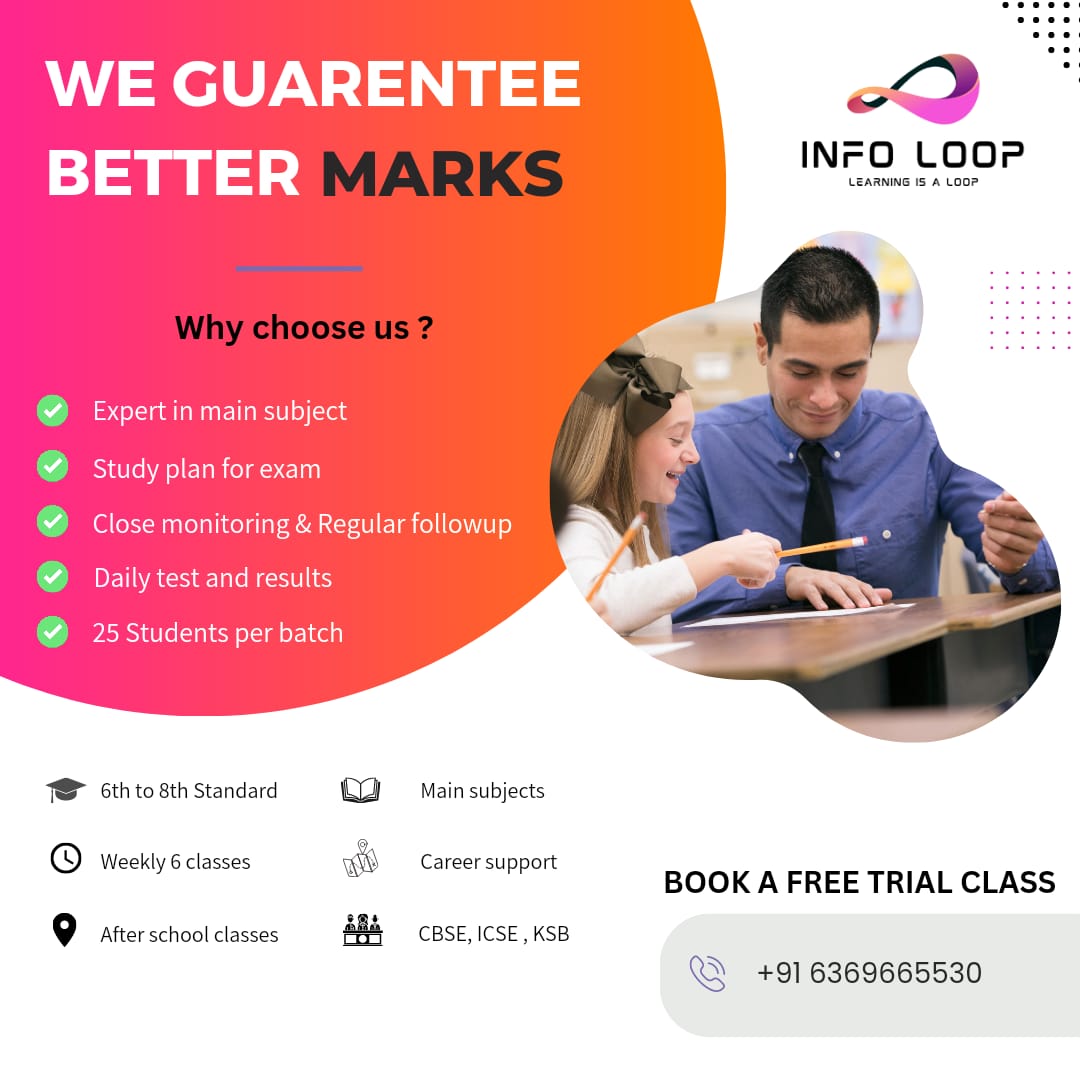 WE GUARENTEE
BETTER MARKS
INFO LOOP
LEARNING IS A LOOP
Why choose us ?
Expert in main subject
Study plan for exam
Close monitoring & Regular followup
Daily test and results
25 Students per batch
6th to 8th Standard
Main subjects
Weekly 6 classes
Career support
After school classes
CBSE, ICSE , KSB
BOOK A FREE TRIAL CLASS
+91 6369665530